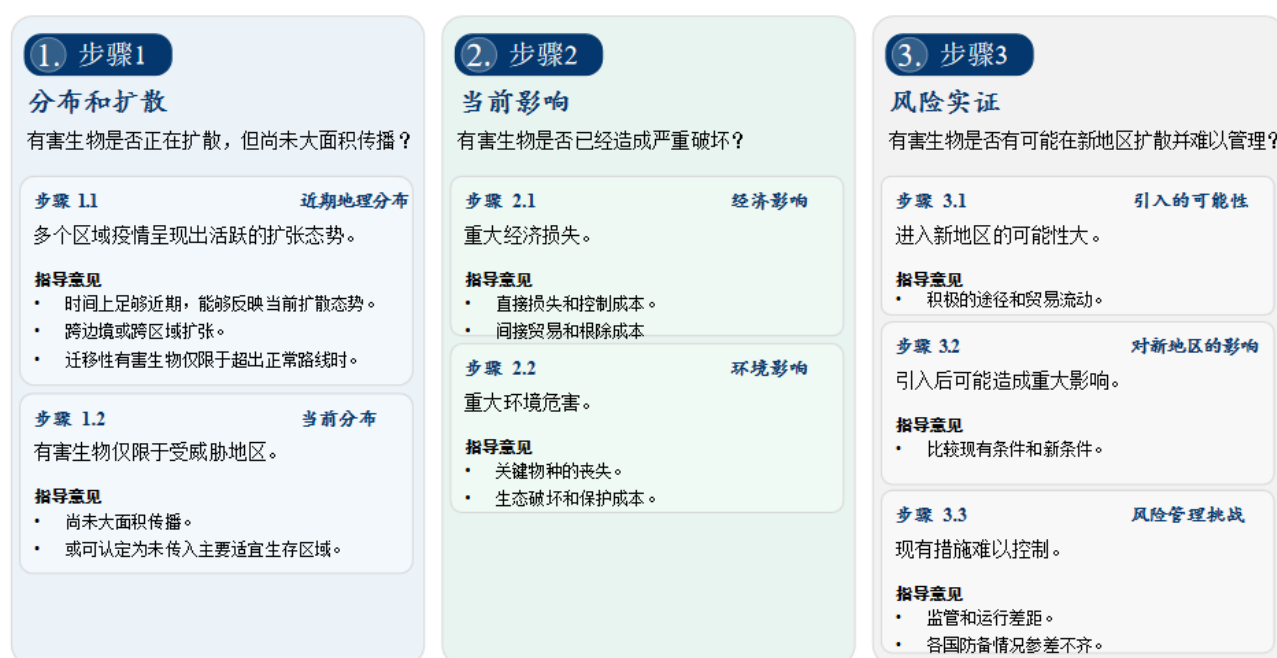 1. 步骤1
分布和扩散
有害生物是否正在扩散，但尚未大面积传播？
步骤 1.1 近期地理分布
多个区域疫情呈现出活跃的扩张态势。
指导意见
• 时间上足够近期，能够反映当前扩散态势。
• 跨边境或跨区域扩张。
• 迁移性有害生物仅限于超出正常路线时。
步骤 1.2 当前分布
有害生物仅限于受威胁地区。
指导意见
• 尚未大面积传播。
• 或可认定为未传入主要适宜生存区域。
2. 步骤2
当前影响
有害生物是否已经造成严重破坏？
步骤 2.1 经济影响
重大经济损失。
指导意见
• 直接损失和控制成本。
• 间接贸易和根除成本
步骤 2.2 环境影响
重大环境危害。
指导意见
• 关键物种的丧失。
• 生态破坏和保护成本。
3. 步骤3
风险实证
有害生物是否有可能在新地区扩散并难以管理？
步骤 3.1 引入的可能性
进入新地区的可能性大。
指导意见
• 积极的途径和贸易流动。
步骤 3.2 对新地区的影响
引入后可能造成重大影响。
指导意见
• 比较现有条件和新条件。
步骤 3.3 风险管理挑战
现有措施难以控制。
指导意见
• 监管和运行差距。
• 各国防备情况参差不齐。